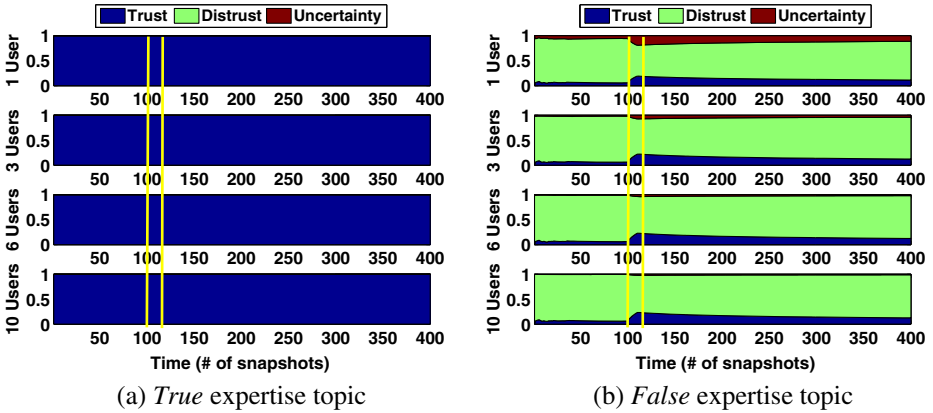 Trust Distrust Uncertainty
1 User
1
0.5
0
50 100 150 200 250 300 350 400
3 Users
1
0.5
0
50 100 150 200 250 300 350 400
6 Users
1
0.5
0
50 100 150 200 250 300 350 400
10 Users
1
0.5
0
50 100 150 200 250 300 350 400
Time (# of snapshots)
(a) True expertise topic
Trust Distrust Uncertainty
1 User
1
0.5
0
50 100 150 200 250 300 350 400
3 Users
1
0.5
0
50 100 150 200 250 300 350 400
6 Users
1
0.5
0
50 100 150 200 250 300 350 400
10 Users
1
0.5
0
50 100 150 200 250 300 350 400
Time (# of snapshots)
(b) False expertise topic